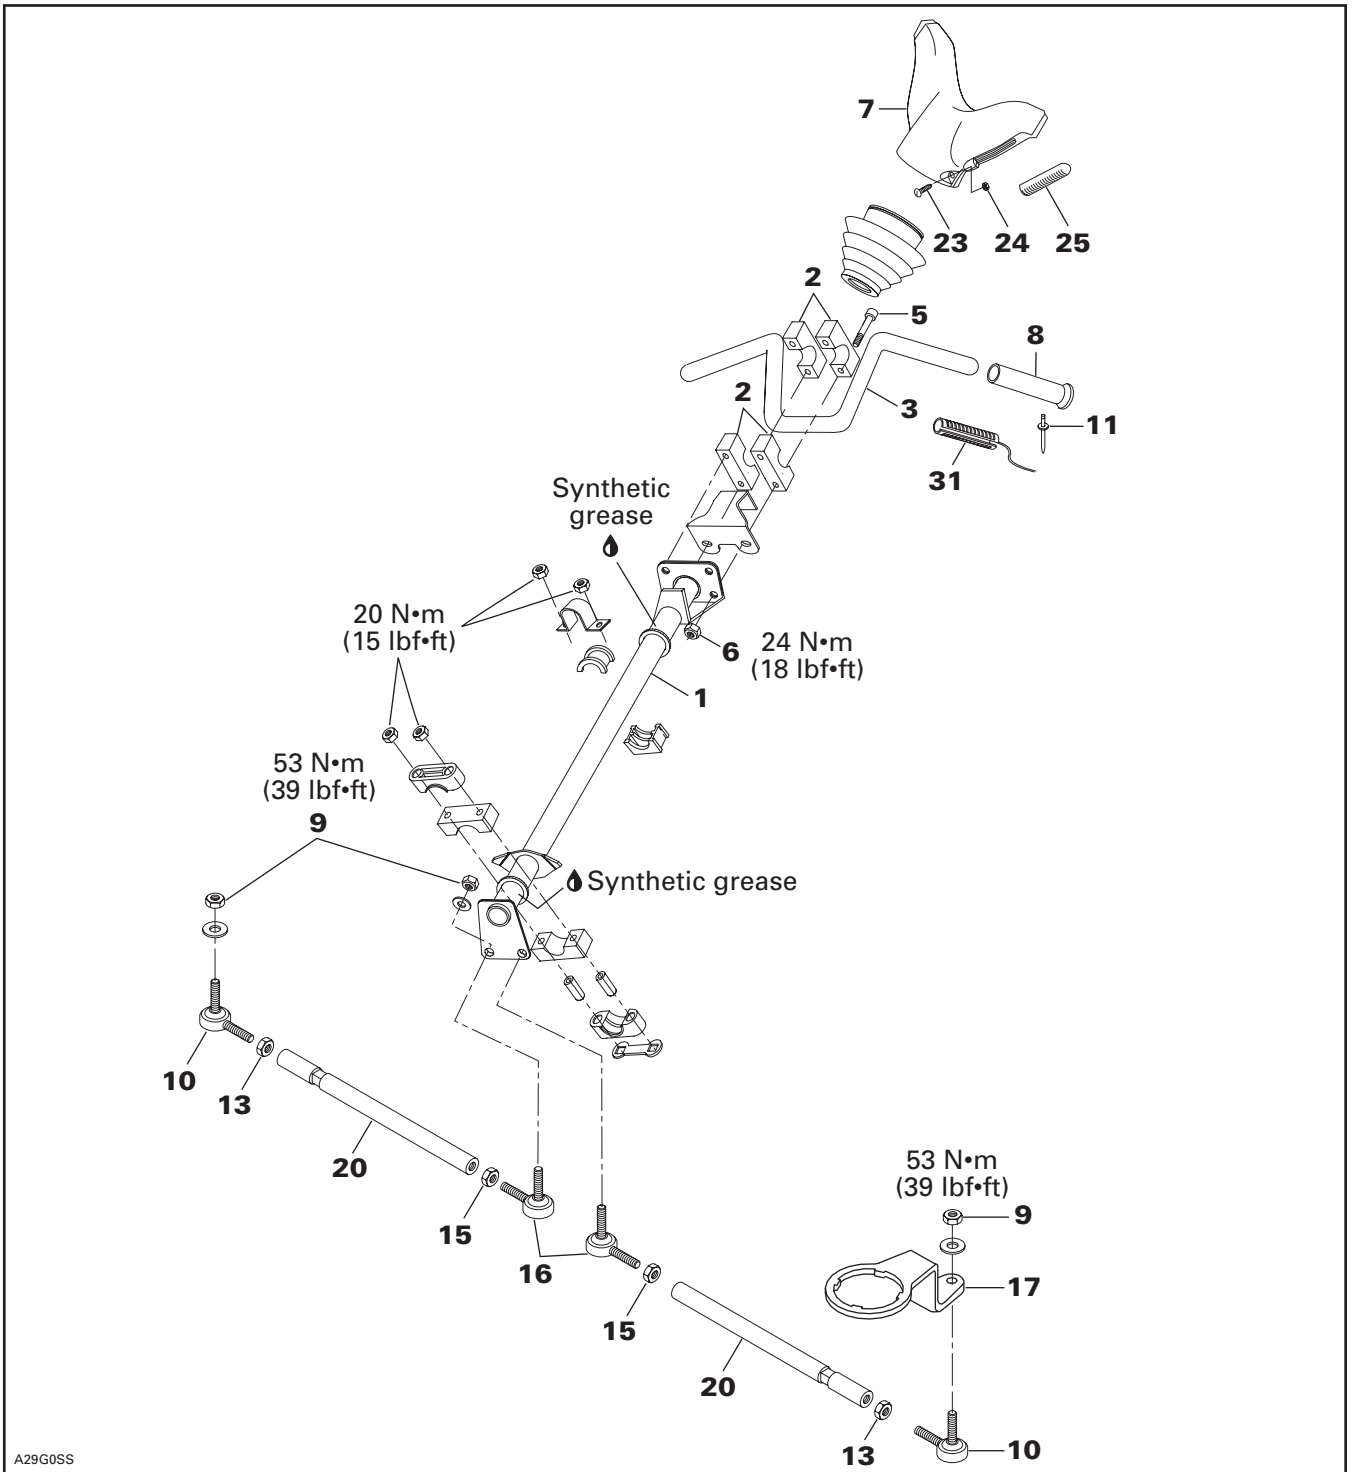 7
23
24
25
2
5
8
2
3
11
31
Synthetic
grease
20 N•m
(15 lbf•ft)
6
24 N•m
(18 lbf•ft)
1
53 N•m
(39 lbf•ft)
9
Synthetic grease
10
13
20
15
16
53 N•m
(39 lbf•ft)
9
17
15
20
13
10
A29G0SS